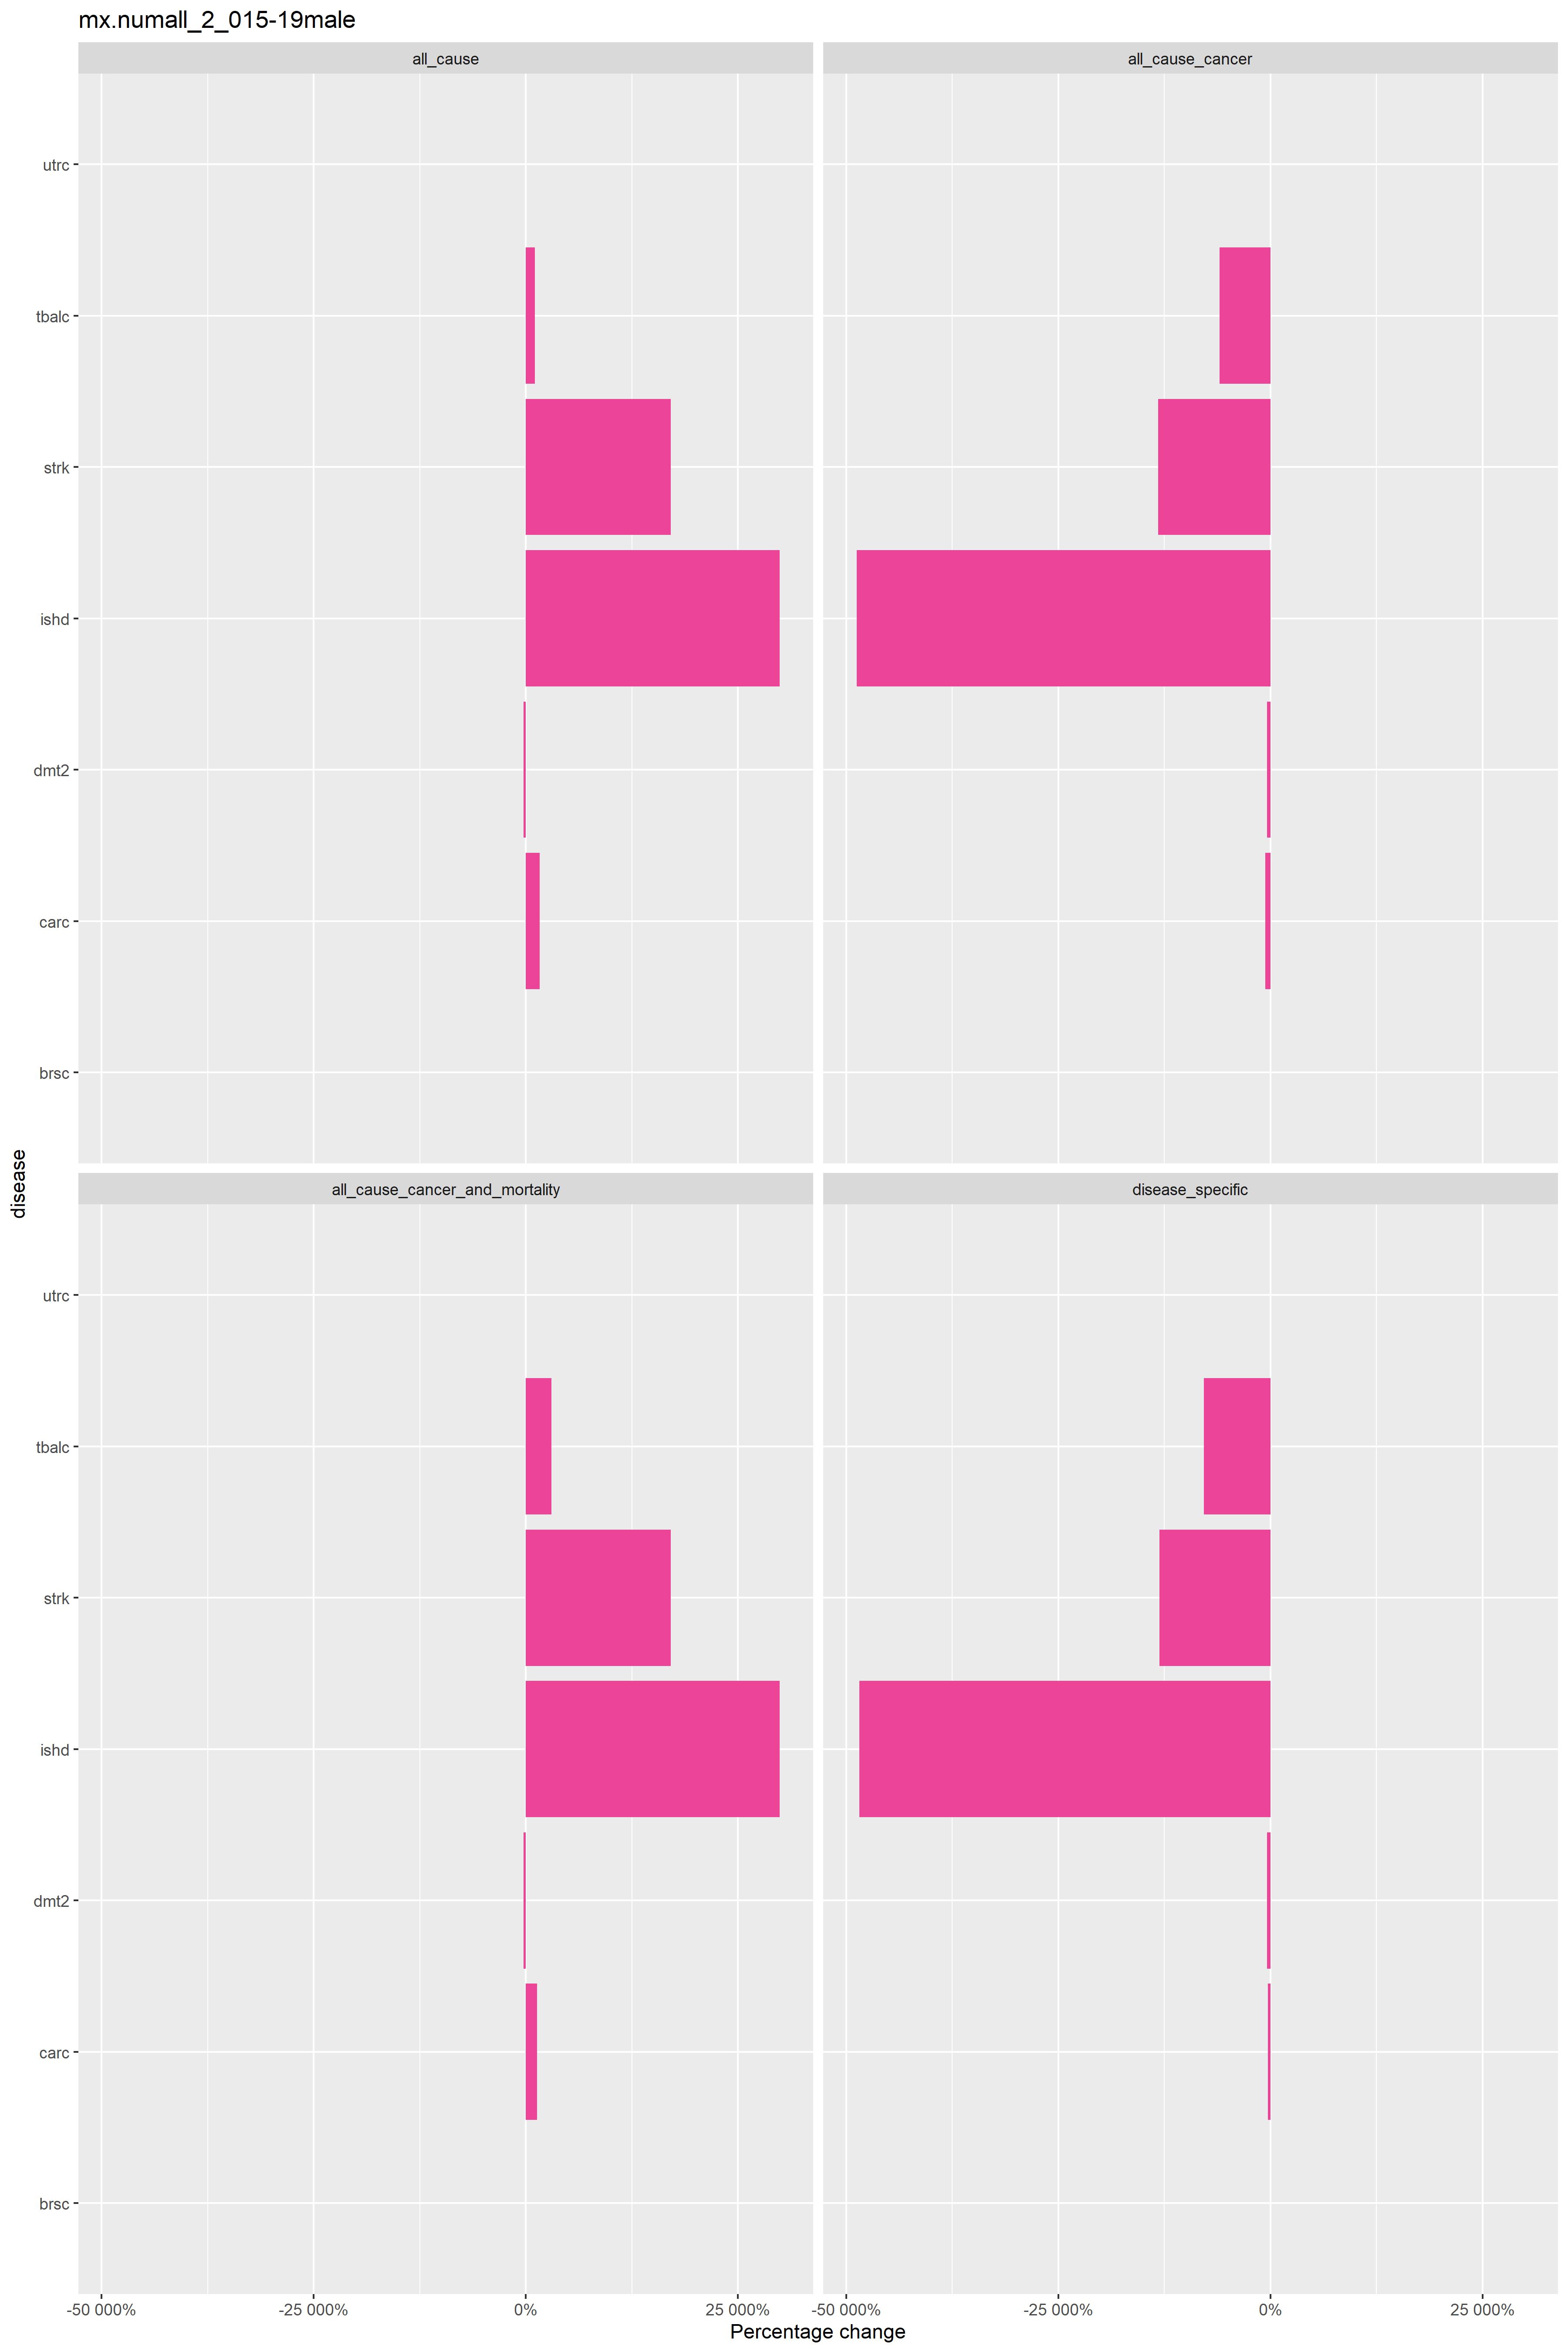 mx.numall_2_015-19male
all_cause
all_cause_cancer
utrc
tbalc
strk
ishd
dmt2
carc
brsc
disease
all_cause_cancer_and_mortality
disease_specific
utrc
tbalc
strk
ishd
dmt2
carc
brsc
-50 000% -25 000% 0% 25 000% -50 000% -25 000% 0% 25 000%
Percentage change